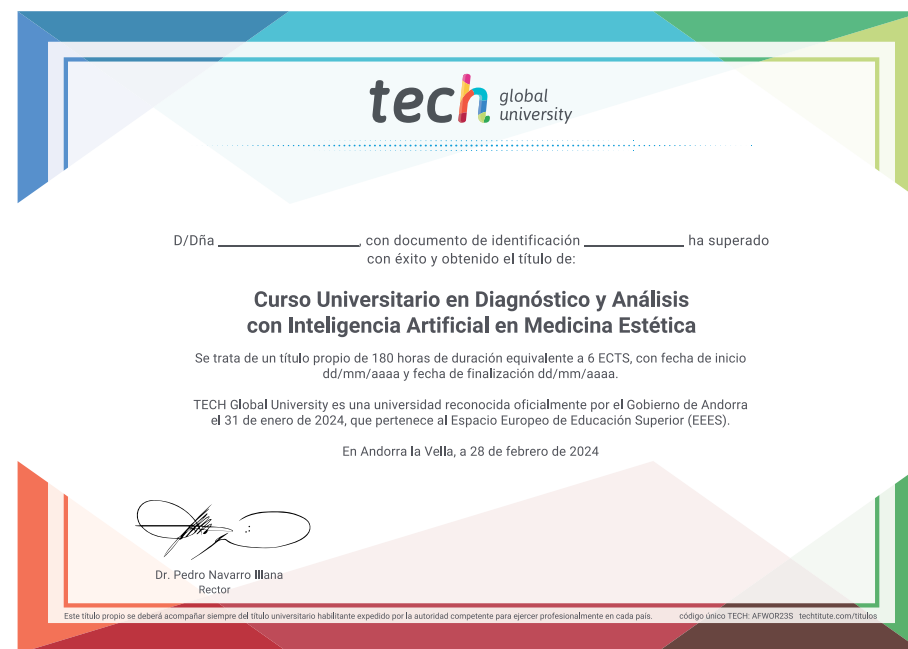 tech global university
D/Dña ____________________, con documento de identificación ______________ ha superado
con éxito y obtenido el título de:
Curso Universitario en Diagnóstico y Análisis
con Inteligencia Artificial en Medicina Estética
Se trata de un título propio de 180 horas de duración equivalente a 6 ECTS, con fecha de inicio
dd/mm/aaaa y fecha de finalización dd/mm/aaaa.
TECH Global University es una universidad reconocida oficialmente por el Gobierno de Andorra
el 31 de enero de 2024, que pertenece al Espacio Europeo de Educación Superior (EEES).
En Andorra la Vella, a 28 de febrero de 2024
Dr. Pedro Navarro Illana
Rector
Este título propio se deberá acompañar siempre del título universitario habilitante expedido por la autoridad competente para ejercer profesionalmente en cada país. código único TECH: AFWOR23S techtitute.com/titulos